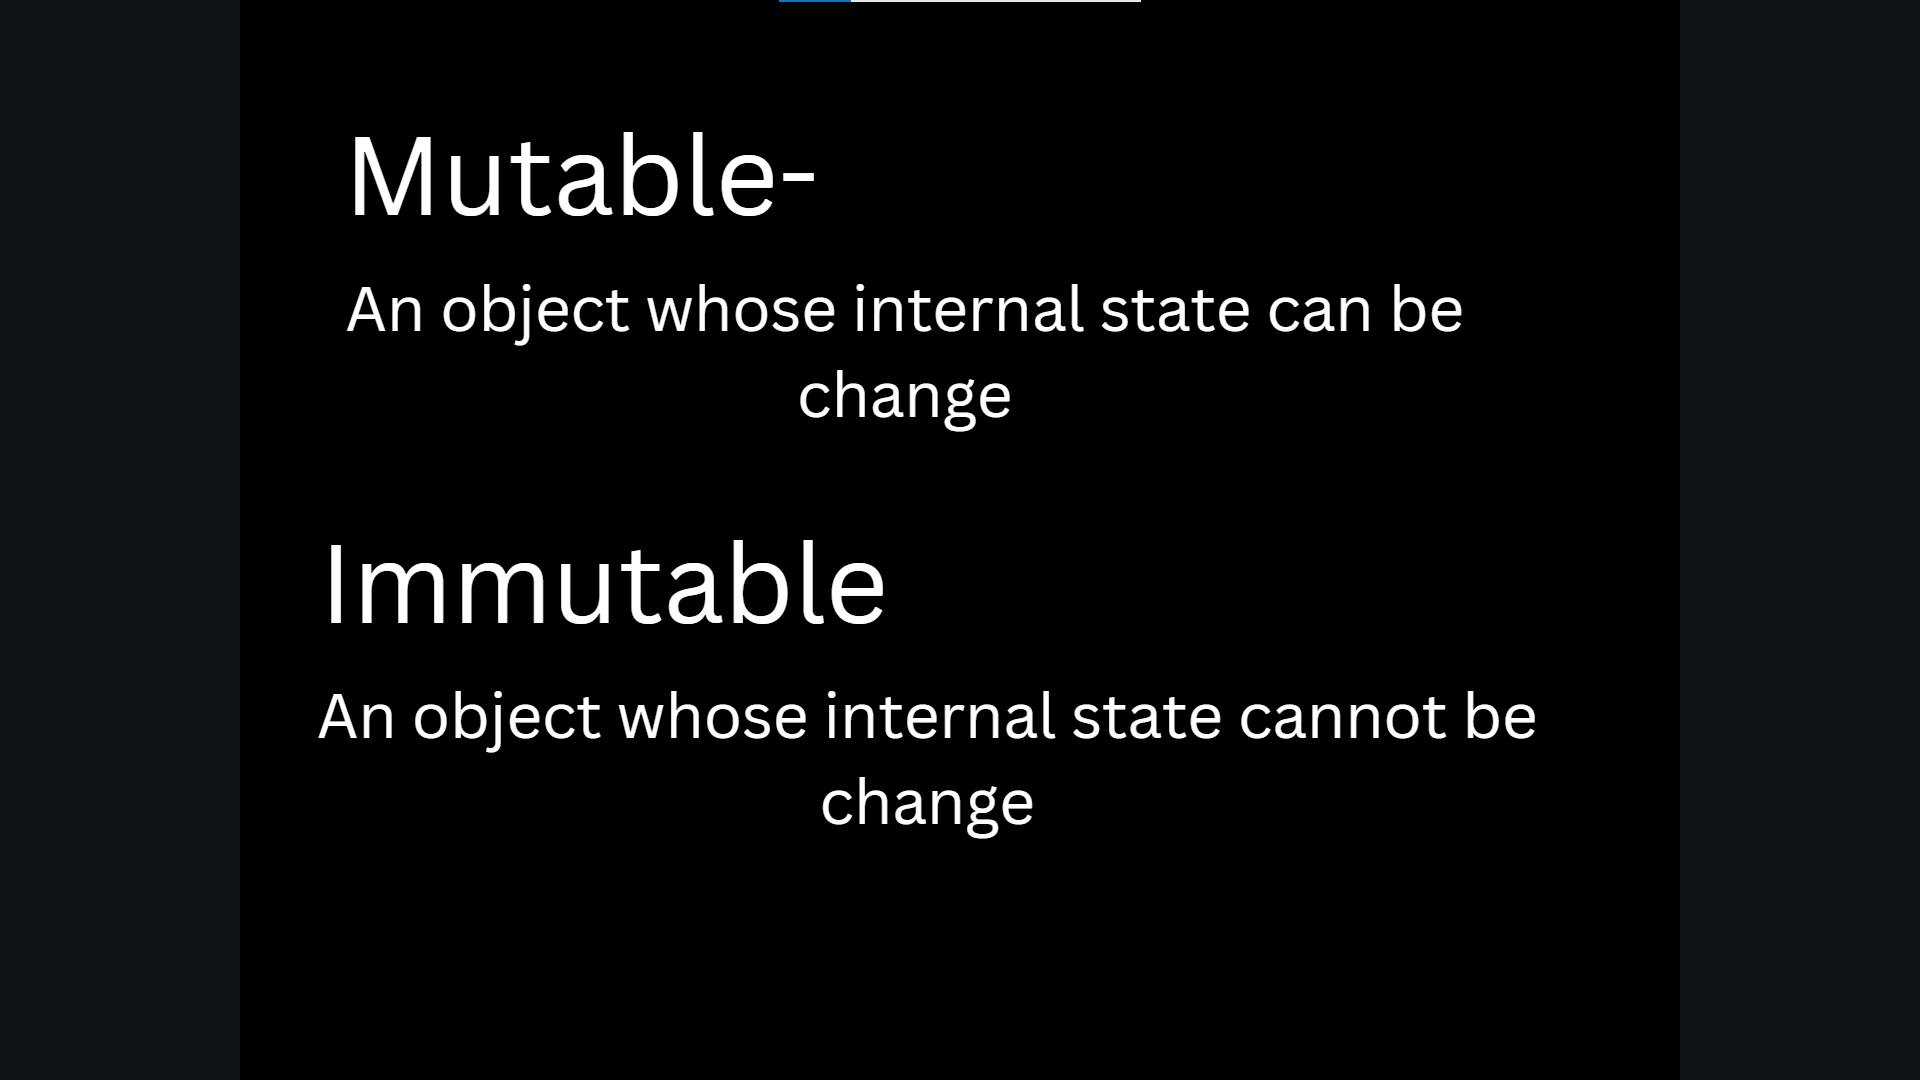 Mutable-
An object whose internal state can be
change
Immutable
An object whose internal state cannot be
change